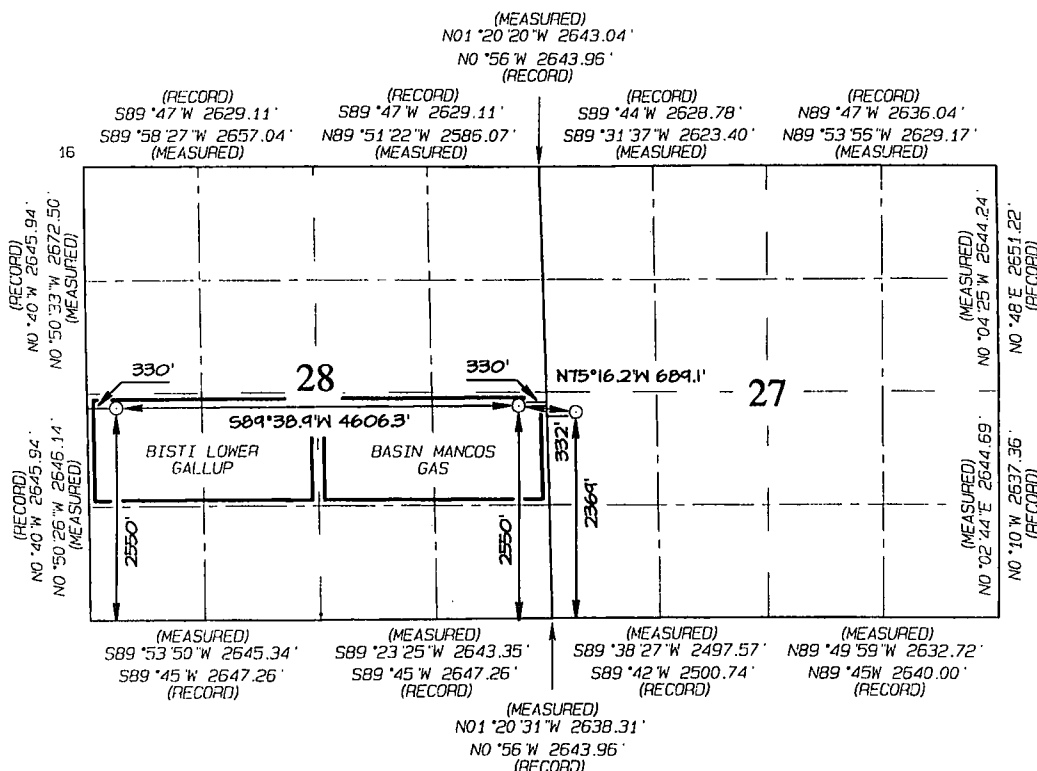 (MEASURED)
N01°20'20"W 2643.04'
N0°56'W 2643.96'
(RECORD)
(RECORD)
S89°47'W 2629.11'
S89°58'27"W 2657.04'
(MEASURED)
(RECORD)
S89°47'W 2629.11'
N89°51'22"W 2586.07'
(MEASURED)
(RECORD)
S89°44'W 2628.78'
S89°31'37"W 2623.40'
(MEASURED)
(RECORD)
N89°47'W 2636.04'
N89°53'56"W 2629.17'
(MEASURED)
16
(RECORD)
N0°40'W 2645.94'
N0°50'33"W 2672.50'
(MEASURED)
(MEASURED)
N0°04'25"W 2644.24'
N0°48'E 2651.22'
(RECORD)
330'
28
330'
N75°16.2'W 689.1'
27
S89°38.9'W 4606.3'
BISTI LOWER
GALLUP
BASIN MANCOS
GAS
332'
2550'
2550'
2369'
(RECORD)
N0°40'W 2645.94'
N0°50'26"W 2646.14'
(MEASURED)
(MEASURED)
N0°02'44"E 2644.69'
N0°10'W 2637.36'
(RECORD)
(MEASURED)
S89°53'50"W 2645.34'
S89°45'W 2647.26'
(RECORD)
(MEASURED)
S89°23'25"W 2643.35'
S89°45'W 2647.26'
(RECORD)
(MEASURED)
S89°38'27"W 2497.57'
S89°42'W 2500.74'
(RECORD)
(MEASURED)
N89°49'59"W 2632.72'
N89°45W 2640.00'
(RECORD)
(MEASURED)
N01°20'31"W 2638.31'
N0°56'W 2643.96'
(RECORD)